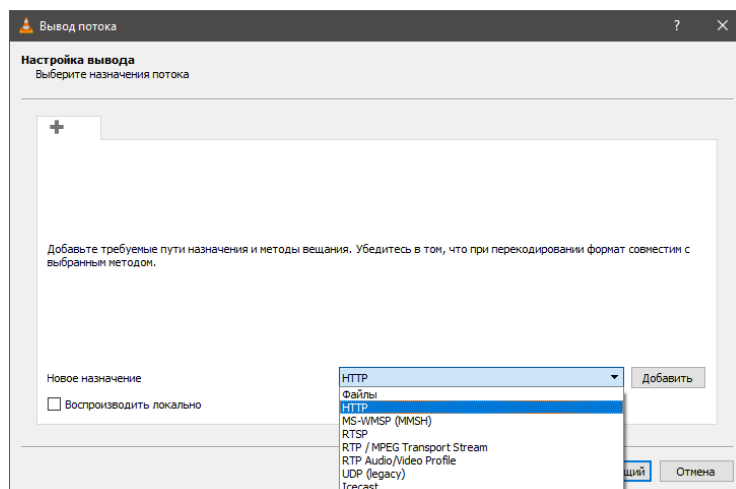 Вывод потока
Настройка вывода
Выберите назначения потока
Добавьте требуемые пути назначения и методы вещания. Убедитесь в том, что при перекодировании формат совместим с
выбранным методом.
Новое назначение
HTTP
Добавить
Воспроизводить локально
Файлы
HTTP
MS-WMSP (MMSH)
RTSP
RTP / MPEG Transport Stream
RTP Audio/Video Profile
UDP (legacy)
Icecast
Отмена